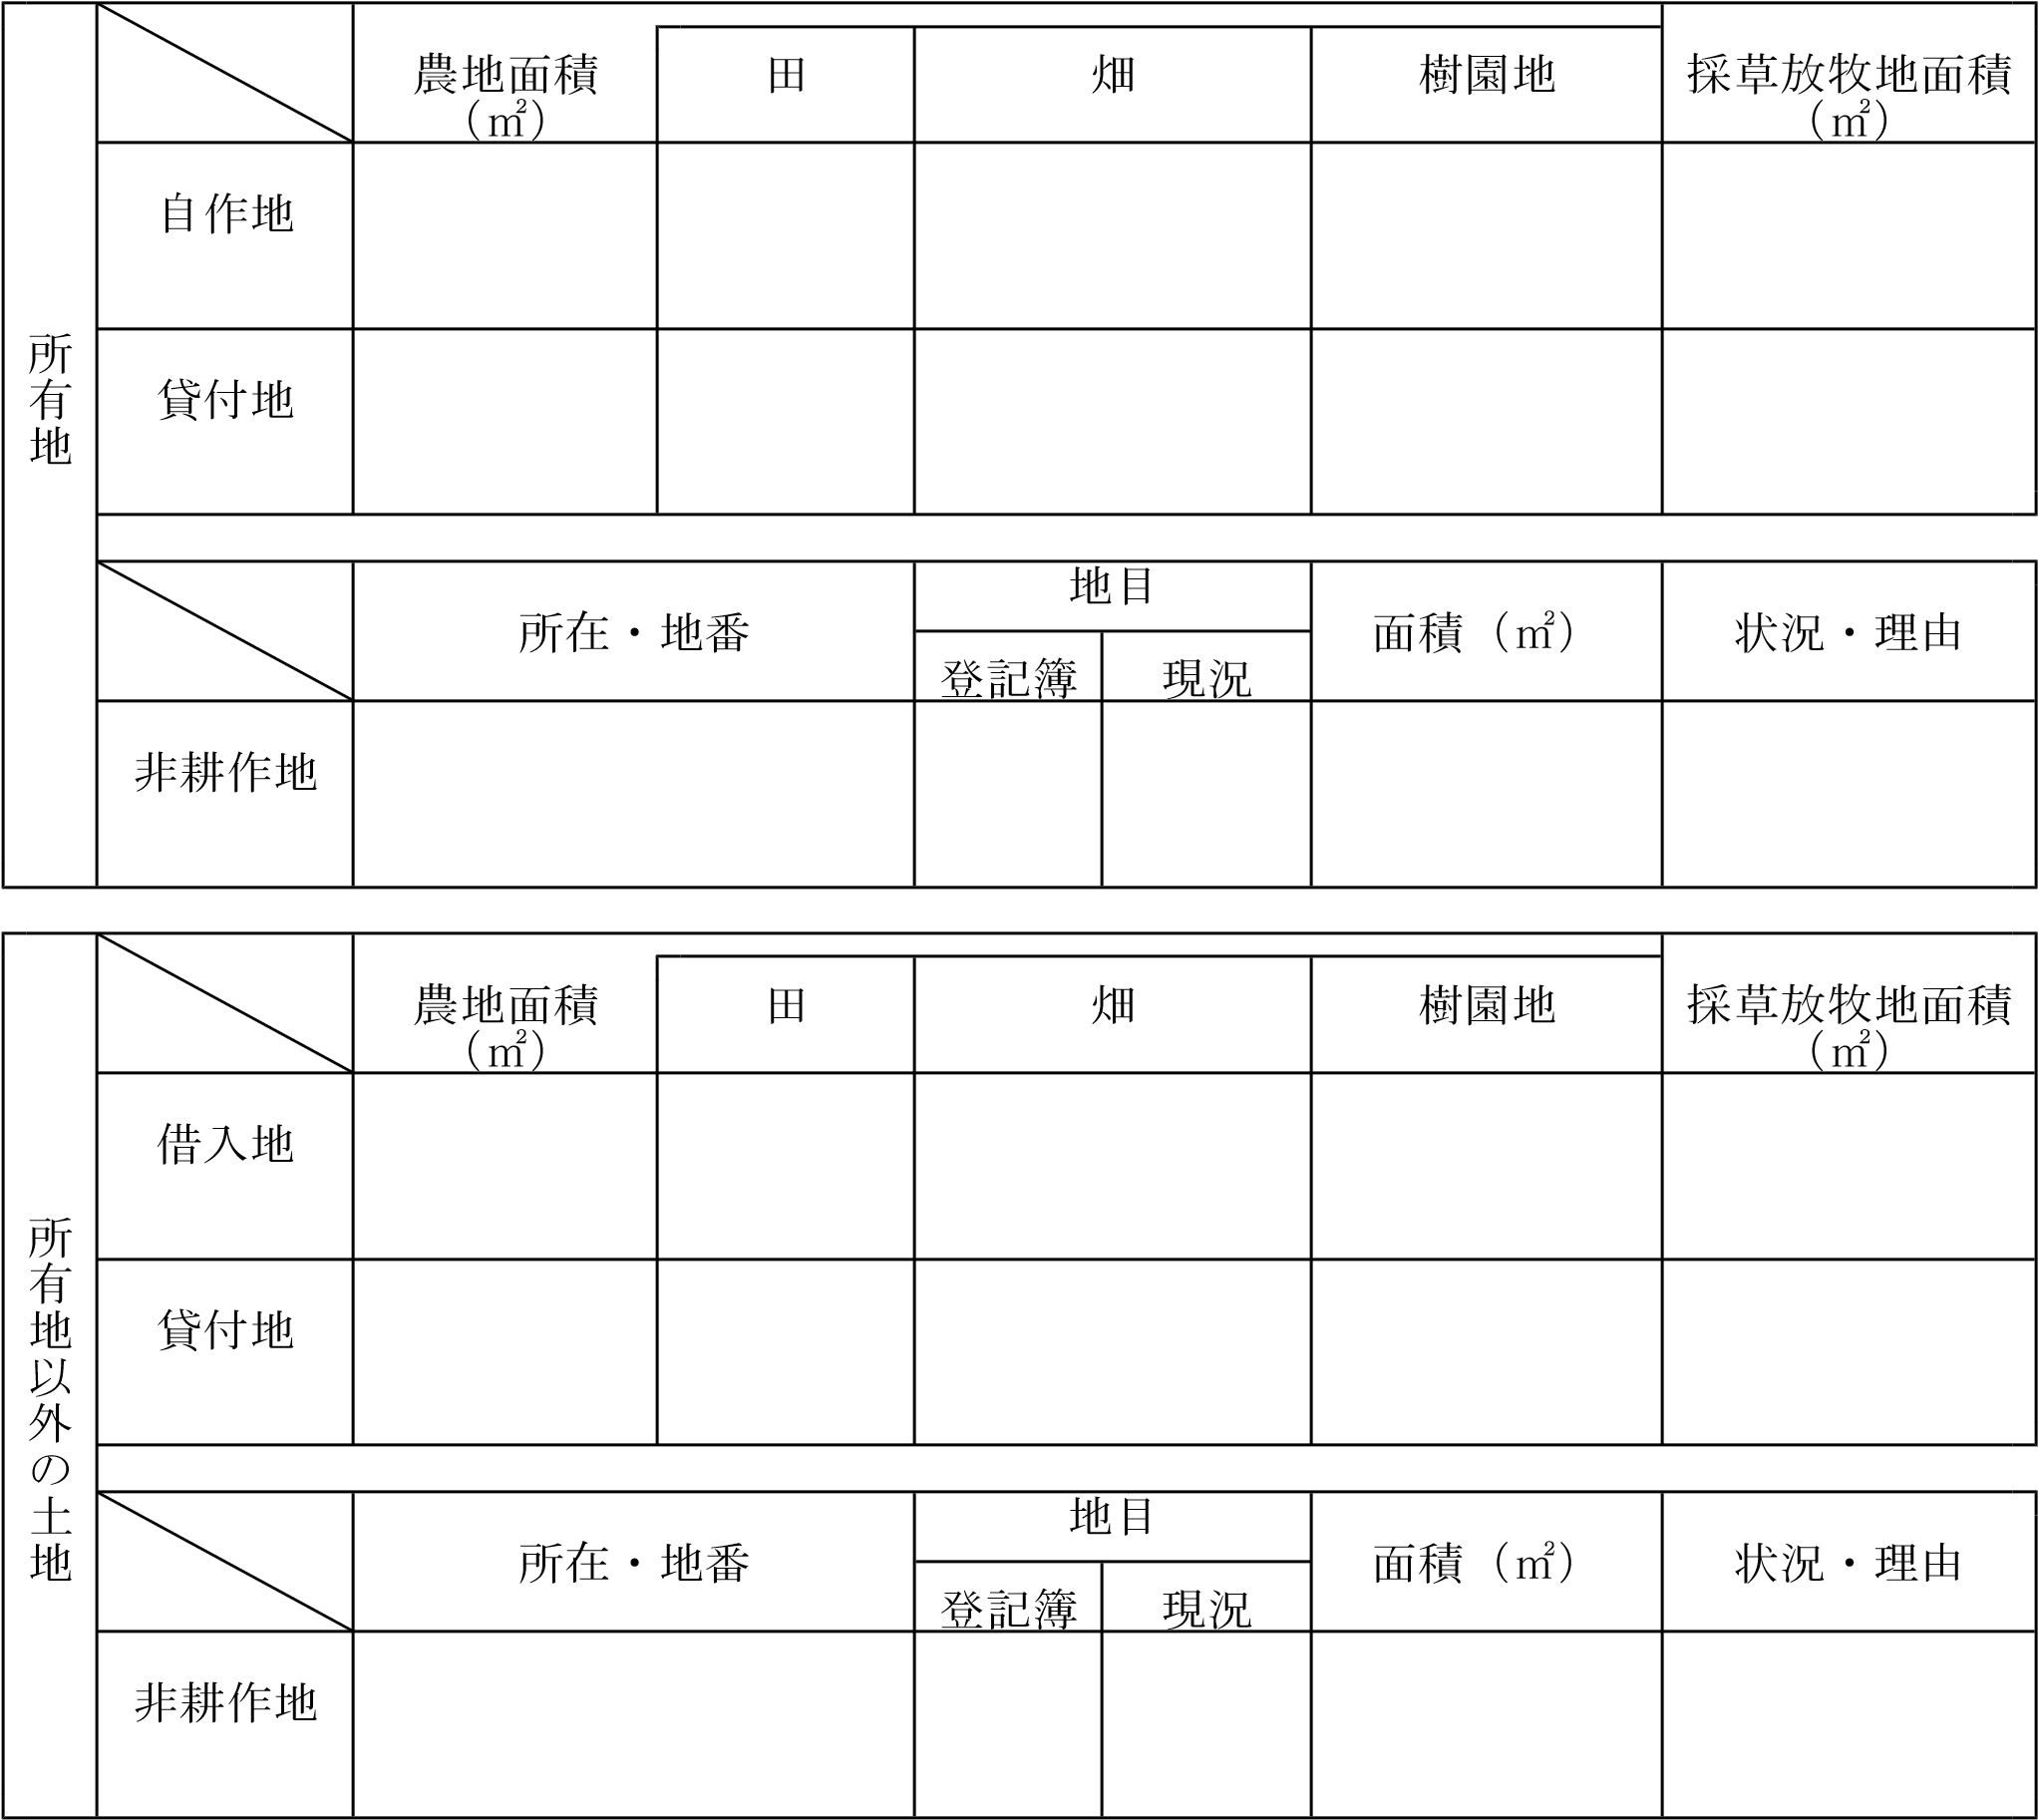 所有地
農地面積
（㎡）
田
畑
樹園地
採草放牧地面積
（㎡）
自作地
貸付地
所在・地番
地目
登記簿
現況
面積（㎡）
状況・理由
非耕作地
所有地以外の土地
農地面積
（㎡）
田
畑
樹園地
採草放牧地面積
（㎡）
借入地
貸付地
所在・地番
地目
登記簿
現況
面積（㎡）
状況・理由
非耕作地